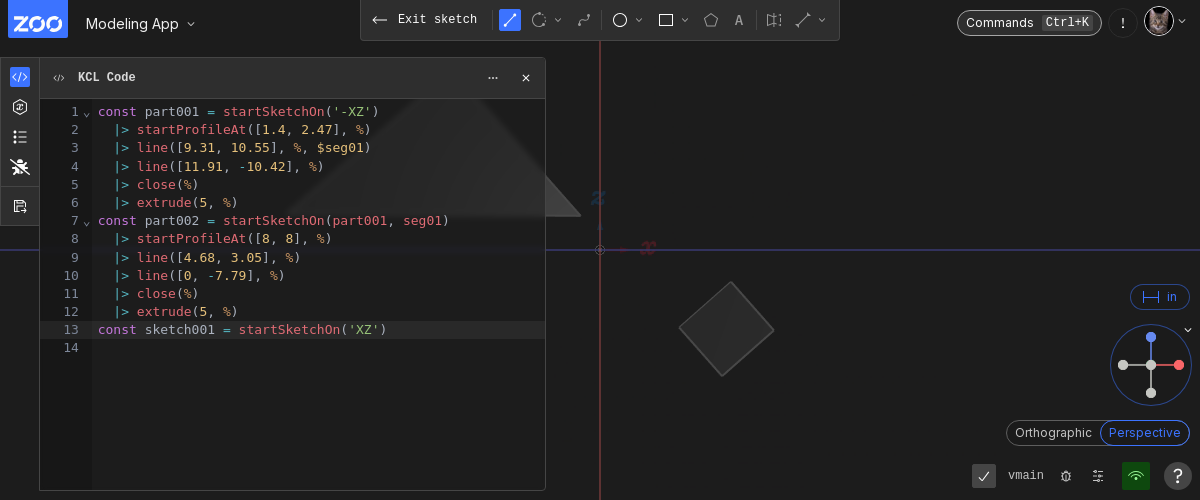 ZOO
Modeling App
Exit sketch
A
Commands Ctrl+K
!
KCL Code
1 const part001 = startSketchOn('-XZ')
2 |> startProfileAt([1.4, 2.47], %)
3 |> line([9.31, 10.55], %, $seg01)
4 |> line([11.91, -10.42], %)
5 |> close(%)
6 |> extrude(5, %)
7 const part002 = startSketchOn(part001, seg01)
8 |> startProfileAt([8, 8], %)
9 |> line([4.68, 3.05], %)
10 |> line([0, -7.79], %)
11 |> close(%)
12 |> extrude(5, %)
13 const sketch001 = startSketchOn('XZ')
14
z
x
in
Orthographic Perspective
vmain
?